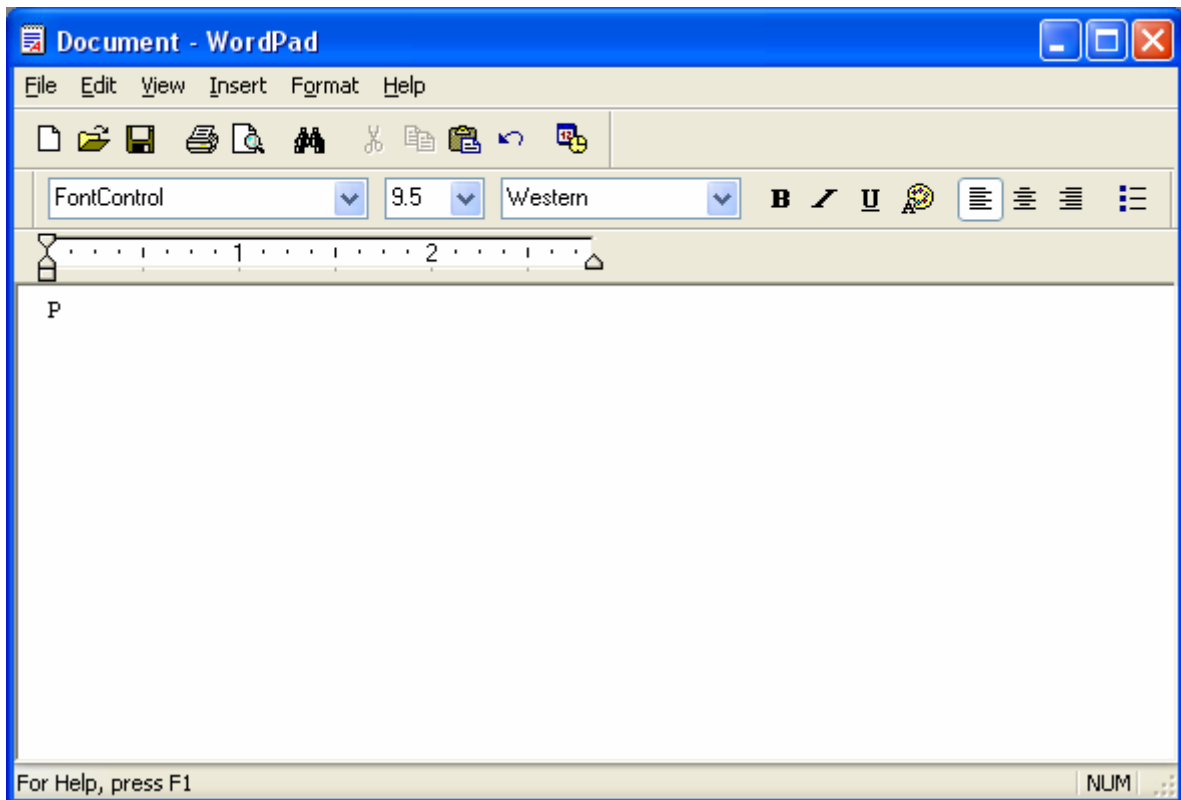 Document - WordPad
File Edit View Insert Format Help
FontControl 9.5 Western B U
1 2
P
For Help, press F1 NUM